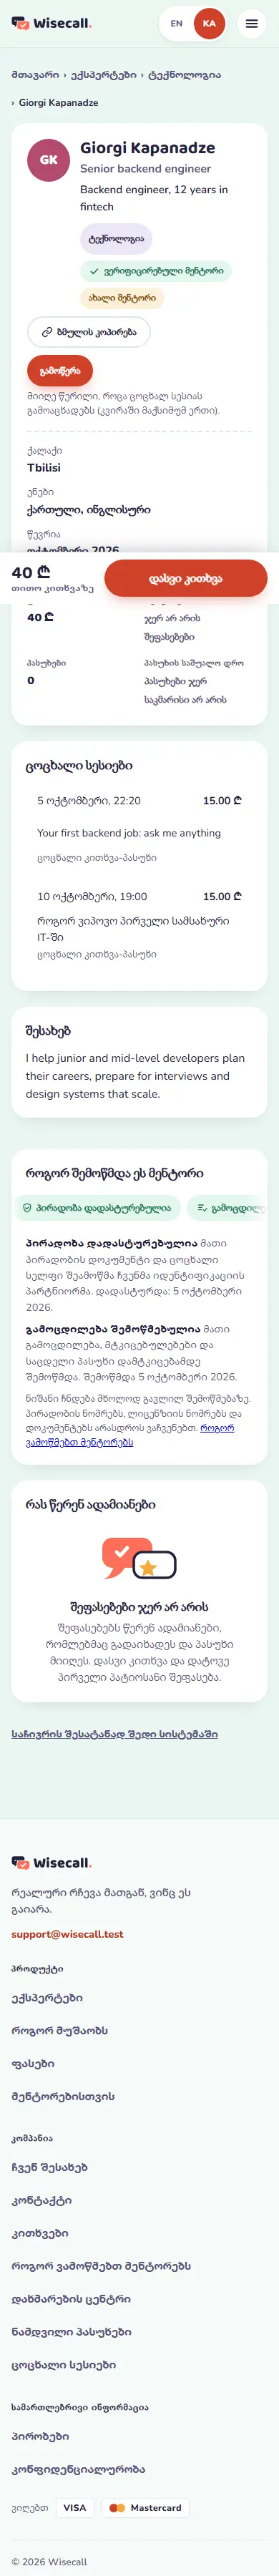 Wisecall.
EN KA
მთავარი › ექსპერტები › ტექნოლოგია
› Giorgi Kapanadze
GK
Giorgi Kapanadze
Senior backend engineer
Backend engineer, 12 years in
fintech
ტექნოლოგია
ვერიფიცირებული მენტორი
ახალი მენტორი
ბმულის კოპირება
გამოწერა
მიიღე წერილი, როცა ცოცხალ სესიას
გამოაცხადებს (კვირაში მაქსიმუმ ერთი).
ქალაქი
Tbilisi
ენები
ქართული, ინგლისური
წევრია
ოქტომბერი 2026
40 ₾
თითო კითხვაზე
დასვი კითხვა
40 ₾
ჯერ არ არის
შეფასებები
პასუხები
0
პასუხის საშუალო დრო
პასუხები ჯერ
საკმარისი არ არის
ცოცხალი სესიები
5 ოქტომბერი, 22:20 15.00 ₾
Your first backend job: ask me anything
ცოცხალი კითხვა-პასუხი
10 ოქტომბერი, 19:00 15.00 ₾
როგორ ვიპოვო პირველი სამსახური
IT-ში
ცოცხალი კითხვა-პასუხი
შესახებ
I help junior and mid-level developers plan
their careers, prepare for interviews and
design systems that scale.
როგორ შემოწმდა ეს მენტორი
პირადობა დადასტურებულია
პირადობა დადასტურებულია მათი
პირადობის დოკუმენტი და ცოცხალი
სელფი შეამოწმა ჩვენმა იდენტიფიკაციის
პარტნიორმა. დადასტურდა: 5 ოქტომბერი
2026.
გამოცდილება შემოწმებულია მათი
გამოცდილება, მტკიცებულებები და
საცდელი პასუხი დამტკიცებამდე
შემოწმდა. შემოწმდა 5 ოქტომბერი 2026.
ნიშანი ჩნდება მხოლოდ გავლილ შემოწმებაზე.
პირადობის ნომრებს, ლიცენზიის ნომრებს და
დოკუმენტებს არასდროს ვაჩვენებთ. როგორ
ვამოწმებთ მენტორებს
რას წერენ ადამიანები
შეფასებები ჯერ არ არის
შეფასებებს წერენ ადამიანები,
რომლებმაც გადაიხადეს და პასუხი
მიიღეს. დასვი კითხვა და დატოვე
პირველი პატიოსანი შეფასება.
საჩივრის შესატანად შედი სისტემაში
Wisecall.
რეალური რჩევა მათგან, ვინც ეს
გაიარა.
support@wisecall.test
პროდუქტი
ექსპერტები
როგორ მუშაობს
ფასები
მენტორებისთვის
კომპანია
ჩვენ შესახებ
კონტაქტი
კითხვები
როგორ ვამოწმებთ მენტორებს
დახმარების ცენტრი
ნამდვილი პასუხები
ცოცხალი სესიები
სამართლებრივი ინფორმაცია
პირობები
კონფიდენციალურობა
ვიღებთ VISA Mastercard
© 2026 Wisecall